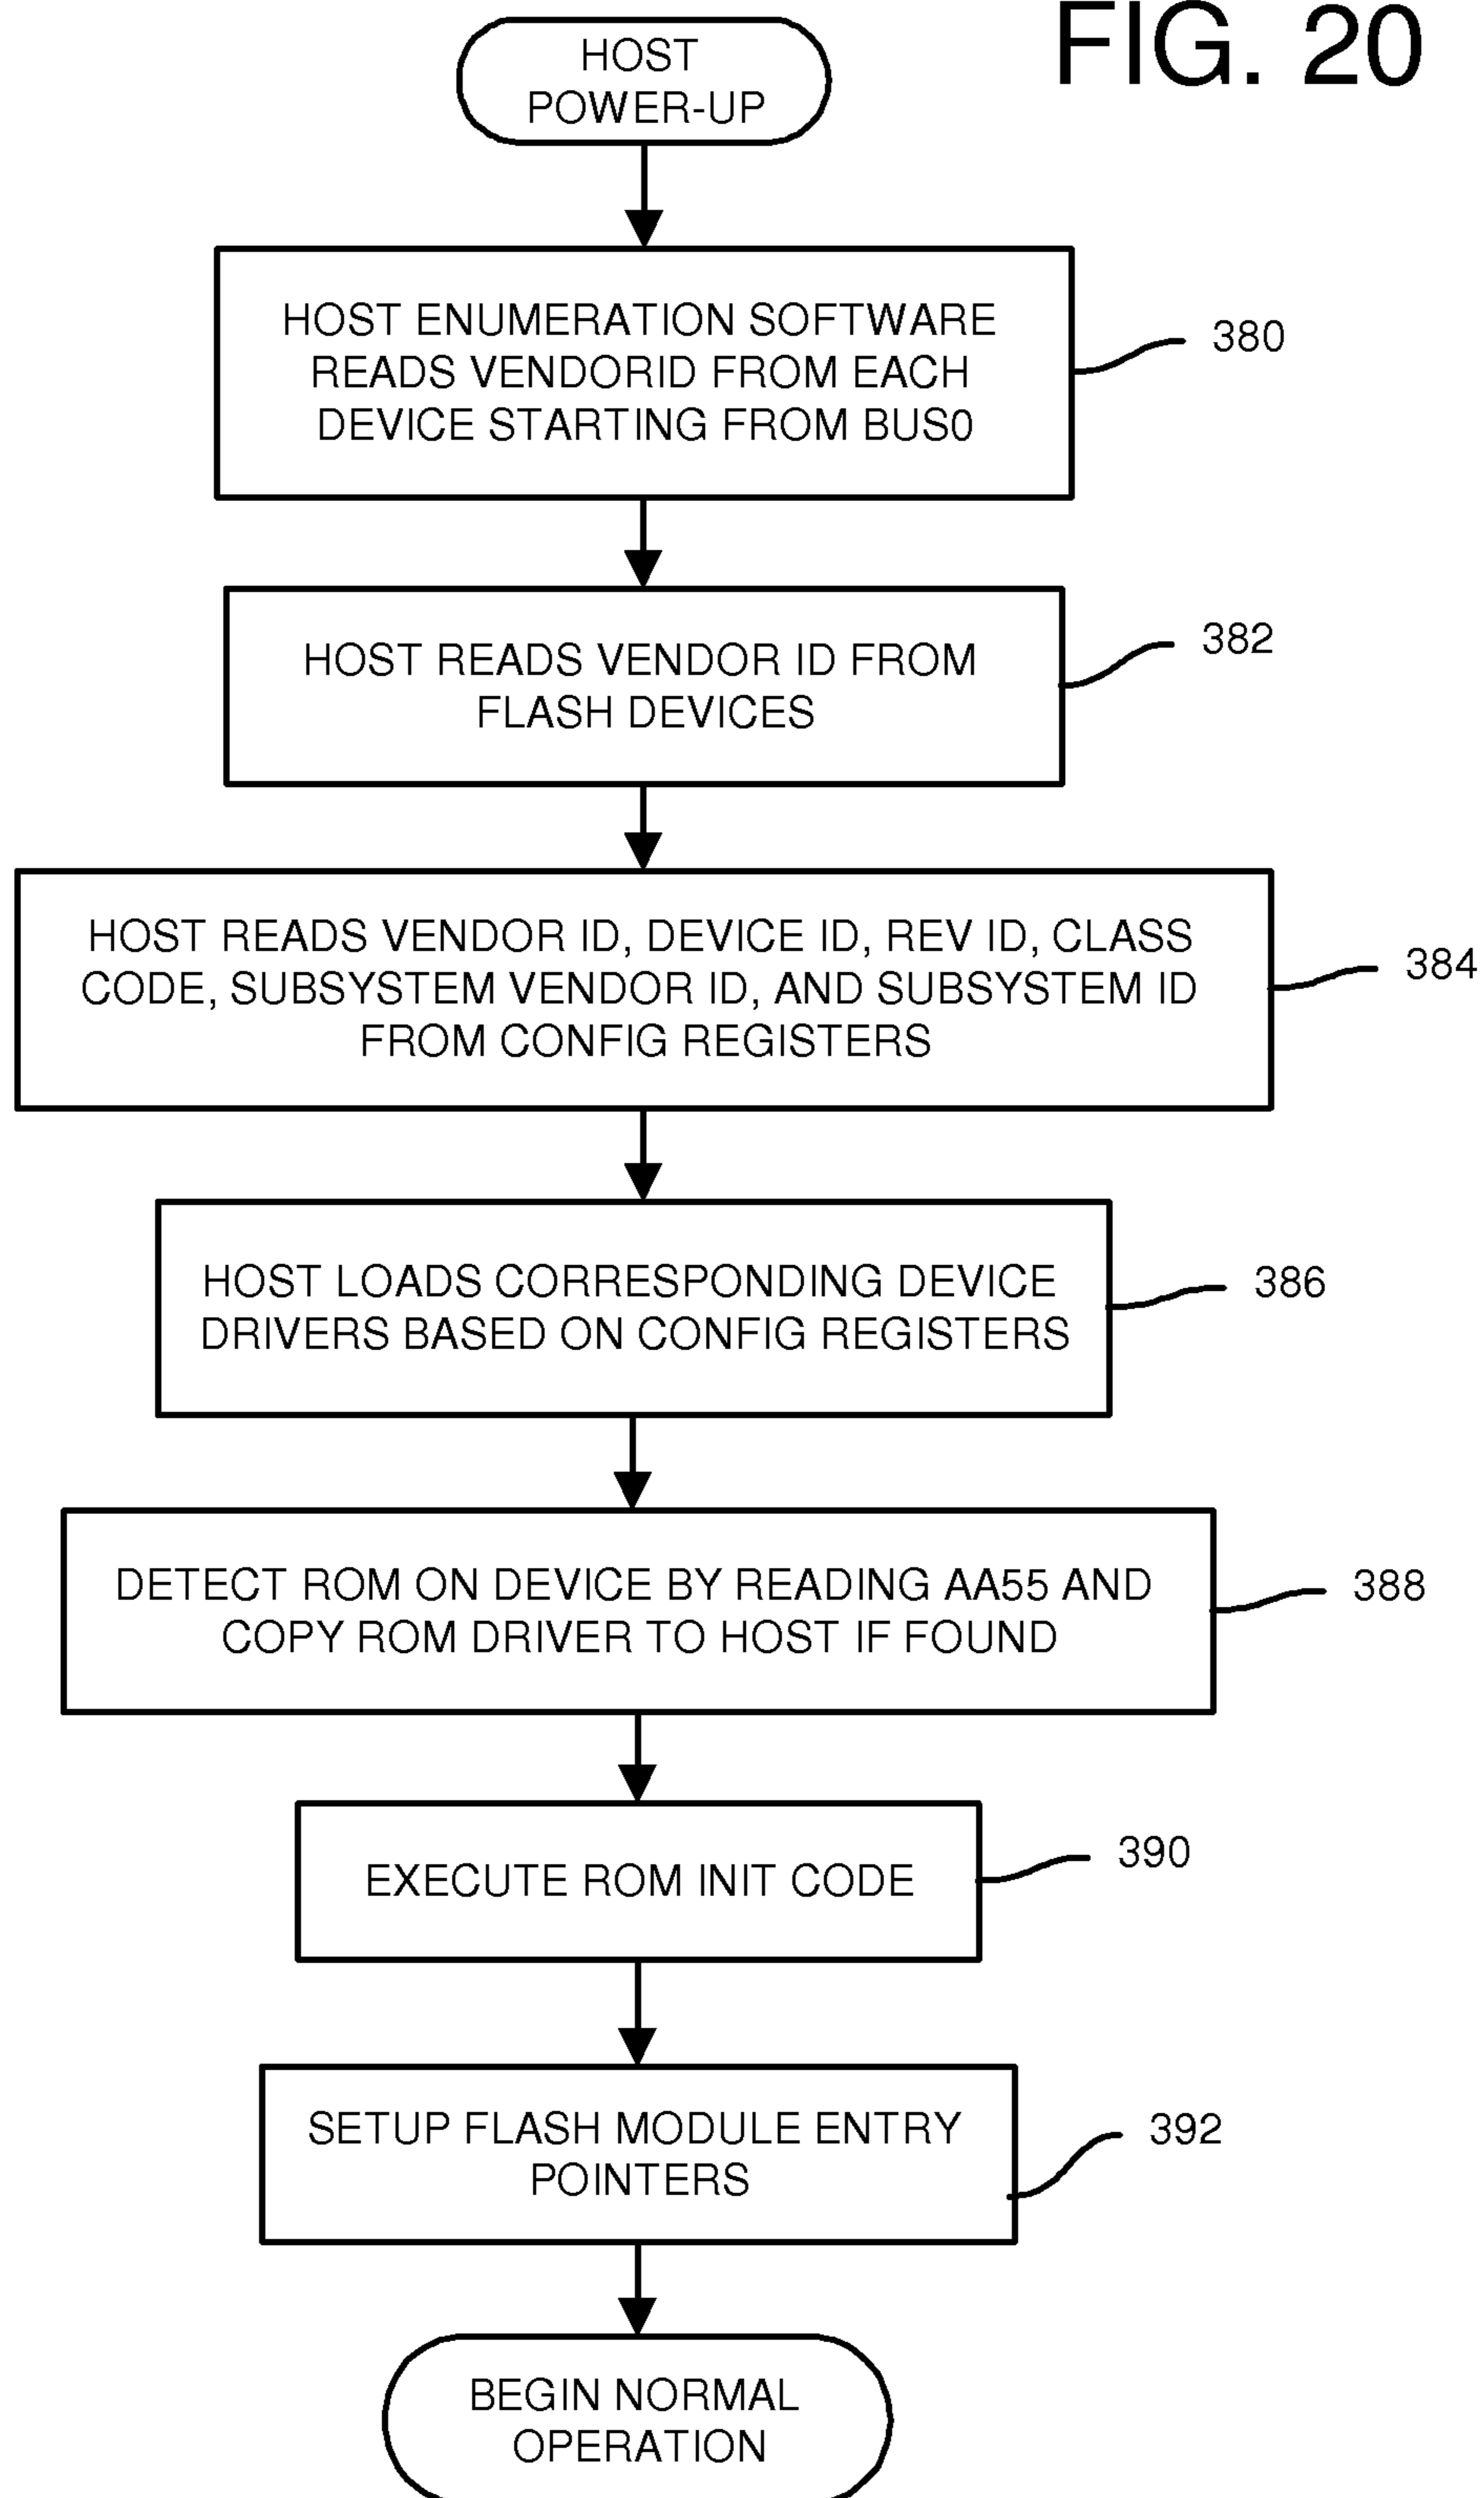 FIG. 20
HOST
POWER-UP
HOST ENUMERATION SOFTWARE
READS VENDORID FROM EACH
DEVICE STARTING FROM BUS0
380
HOST READS VENDOR ID FROM
FLASH DEVICES
382
HOST READS VENDOR ID, DEVICE ID, REV ID, CLASS
CODE, SUBSYSTEM VENDOR ID, AND SUBSYSTEM ID
FROM CONFIG REGISTERS
384
HOST LOADS CORRESPONDING DEVICE
DRIVERS BASED ON CONFIG REGISTERS
386
DETECT ROM ON DEVICE BY READING AA55 AND
COPY ROM DRIVER TO HOST IF FOUND
388
EXECUTE ROM INIT CODE
390
SETUP FLASH MODULE ENTRY
POINTERS
392
BEGIN NORMAL
OPERATION